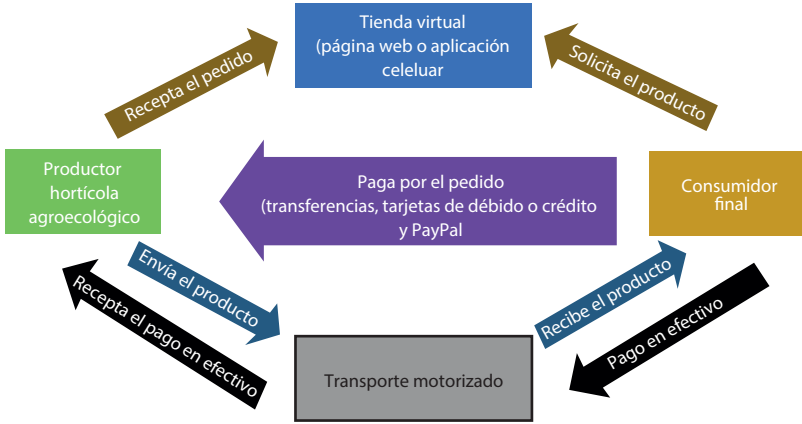 Tienda virtual
(página web o aplicación
celeluar
Recepta el pedido
Solicita el producto
Productor
hortícola
agroecológico
Paga por el pedido
(transferencias, tarjetas de débito o crédito
y PayPal
Consumidor
final
Envía el producto
Recepta el pago en efectivo
Recibe el producto
Pago en efectivo
Transporte motorizado